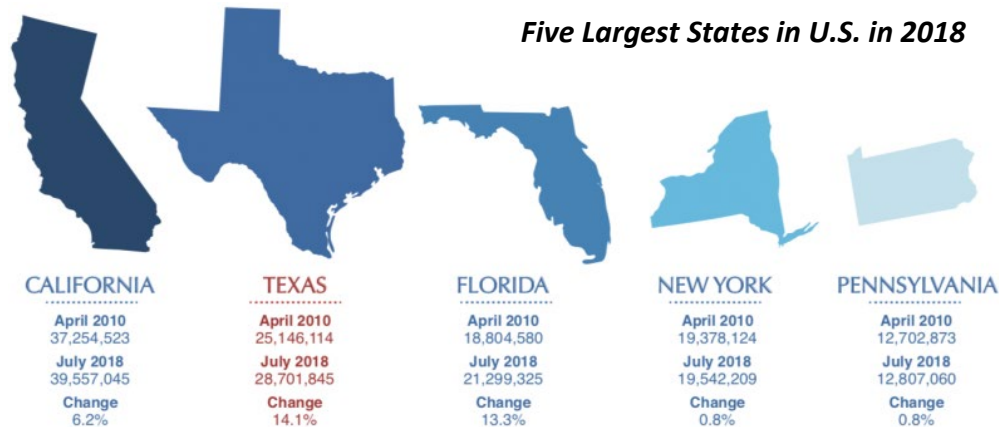 Five Largest States in U.S. in 2018
CALIFORNIA
April 2010
37,254,523
July 2018
39,557,045
Change
6.2%
TEXAS
April 2010
25,146,114
July 2018
28,701,845
Change
14.1%
FLORIDA
April 2010
18,804,580
July 2018
21,299,325
Change
13.3%
NEW YORK
April 2010
19,378,124
July 2018
19,542,209
Change
0.8%
PENNSYLVANIA
April 2010
12,702,873
July 2018
12,807,060
Change
0.8%